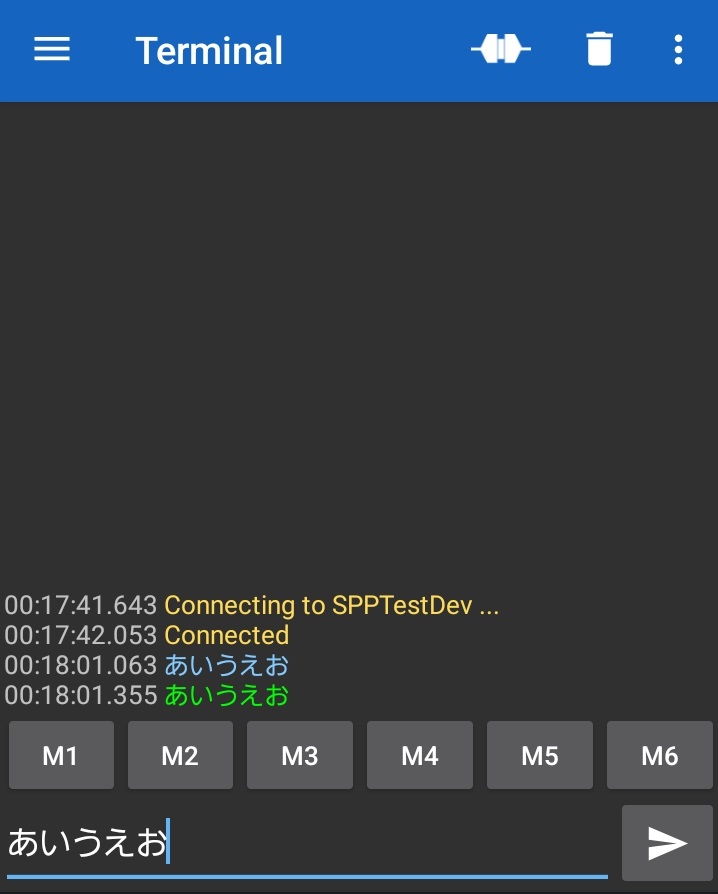 Terminal
00:17:41.643 Connecting to SPPTestDev ...
00:17:42.053 Connected
00:18:01.063 あいうえお
00:18:01.355 あいうえお
M1 M2 M3 M4 M5 M6
あいうえお